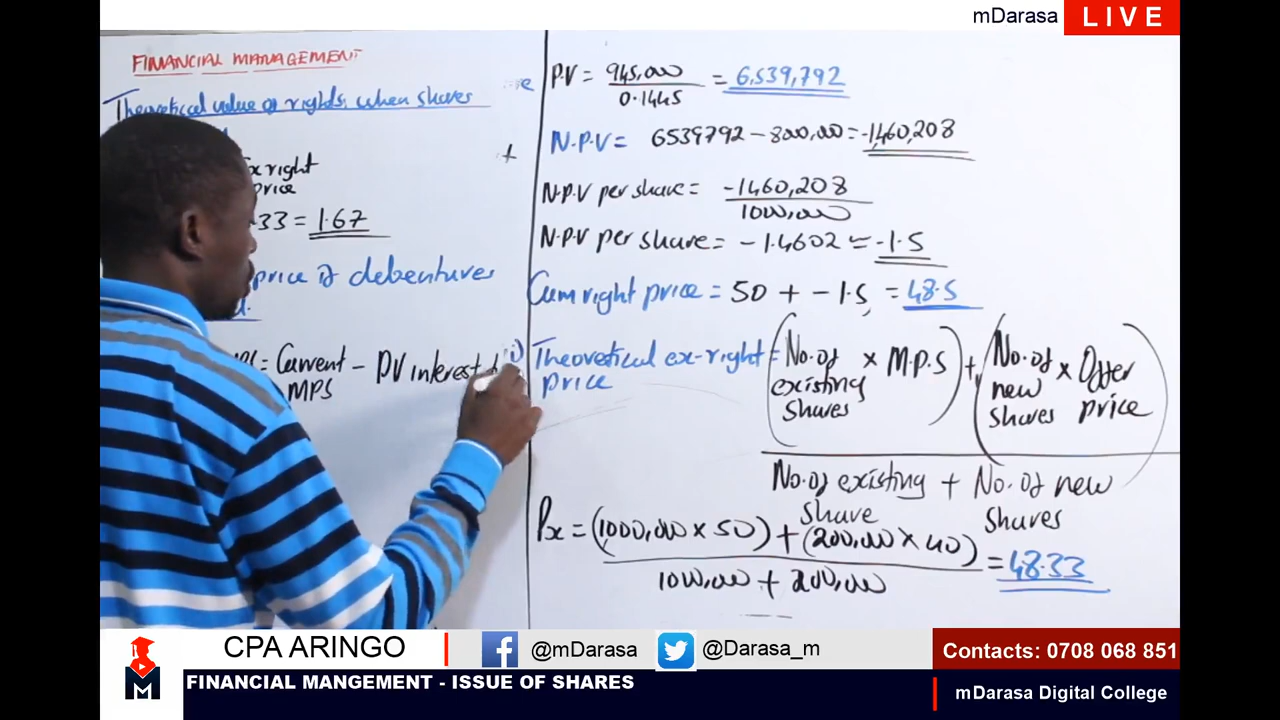 mDarasa LIVE
FINANCIAL MANAGEMENT
Theoretical value of rights, when shares
ex right
price
33 = 1.67
price if debentures
= Current - PV interest
MPS
P.V = 945,000 = 6,539,792
0.1445
N.P.V = 6539792 - 800,000 = -1,460,208
N.P.V per share = -1460,208
1000,000
N.P.V per share = - 1.4602 = -1.5
Cum right price = 50 + - 1.5 = 48.5
Theoretical ex-right = (No. of existing shares × M.P.S) + (No. of new shares × Offer price)
price
No. of existing share + No. of new shares
Px = (1000,000 × 50) + (200,000 × 40) = 48.33
1000,000 + 200,000
CPA ARINGO @mDarasa @Darasa_m Contacts: 0708 068 851
FINANCIAL MANGEMENT - ISSUE OF SHARES mDarasa Digital College